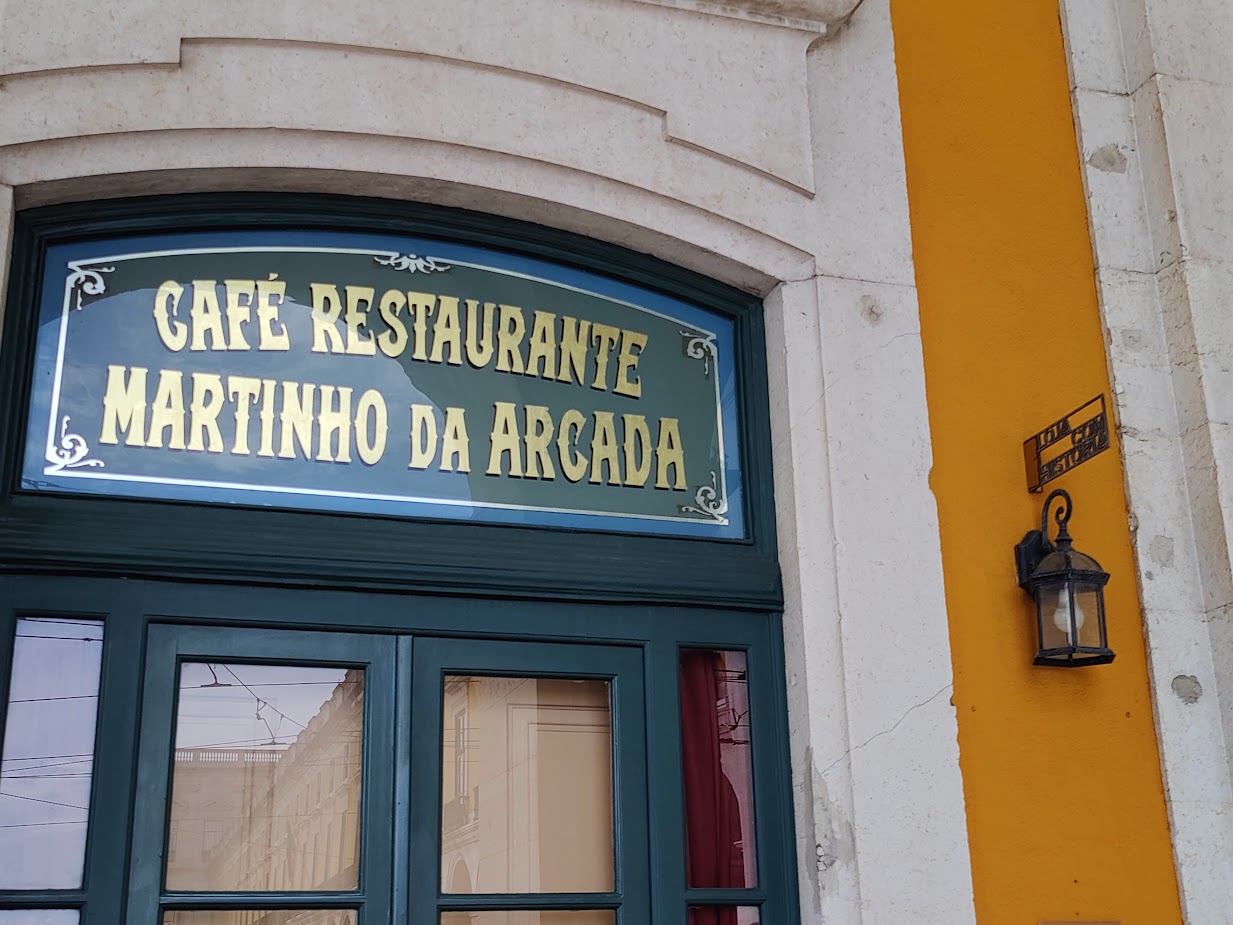 CAFÉ RESTAURANTE
MARTINHO DA ARCADA
LOJA
COM
HISTÓRIA